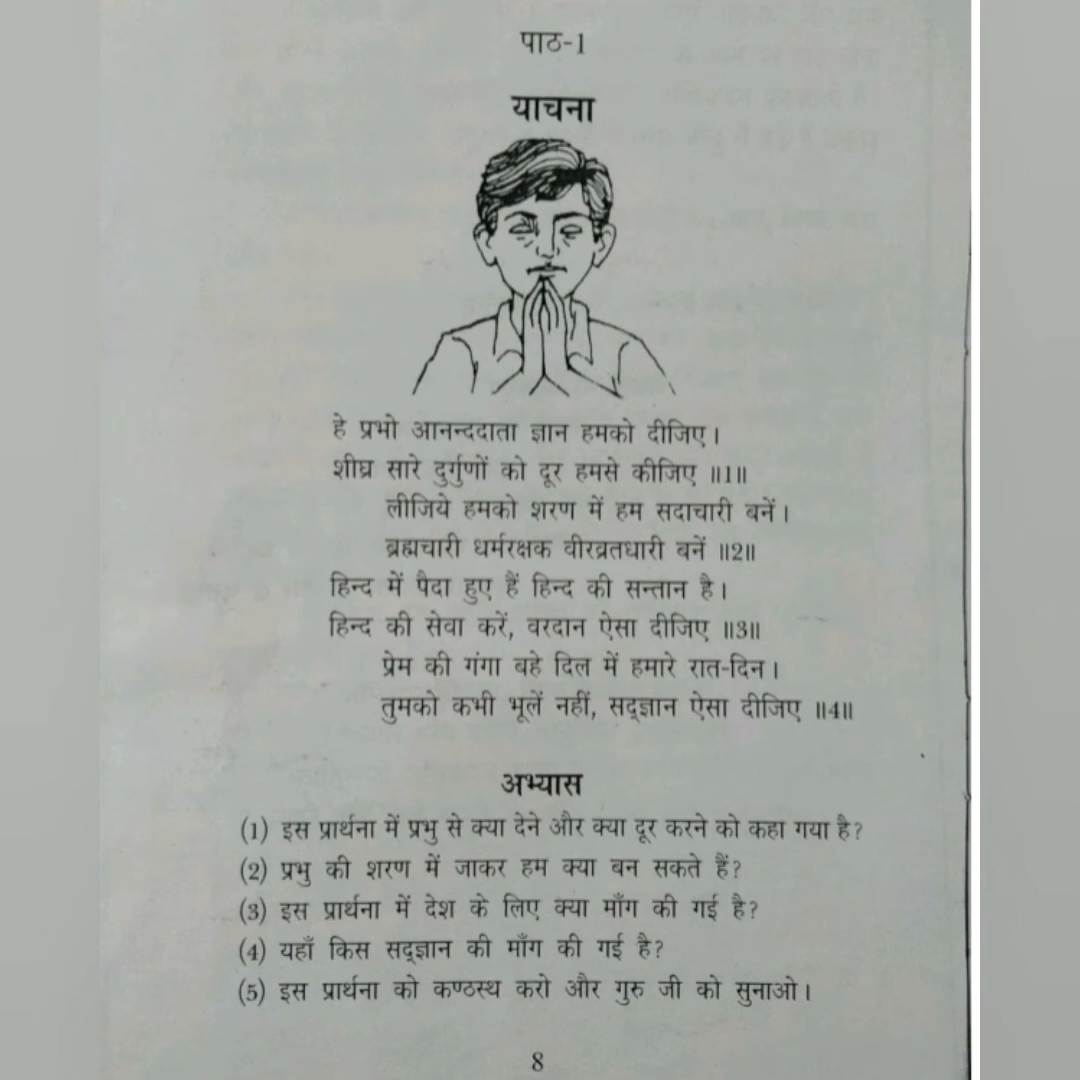 पाठ-1
याचना
हे प्रभो आनन्ददाता ज्ञान हमको दीजिए।
शीघ्र सारे दुर्गुणों को दूर हमसे कीजिए ॥1॥
लीजिये हमको शरण में हम सदाचारी बनें।
ब्रह्मचारी धर्मरक्षक वीरव्रतधारी बनें ॥2॥
हिन्द में पैदा हुए हैं हिन्द की सन्तान है।
हिन्द की सेवा करें, वरदान ऐसा दीजिए ॥3॥
प्रेम की गंगा बहे दिल में हमारे रात-दिन।
तुमको कभी भूलें नहीं, सद्ज्ञान ऐसा दीजिए ॥4॥
अभ्यास
(1) इस प्रार्थना में प्रभु से क्या देने और क्या दूर करने को कहा गया है?
(2) प्रभु की शरण में जाकर हम क्या बन सकते हैं?
(3) इस प्रार्थना में देश के लिए क्या माँग की गई है?
(4) यहाँ किस सद्ज्ञान की माँग की गई है?
(5) इस प्रार्थना को कण्ठस्थ करो और गुरु जी को सुनाओ।
8